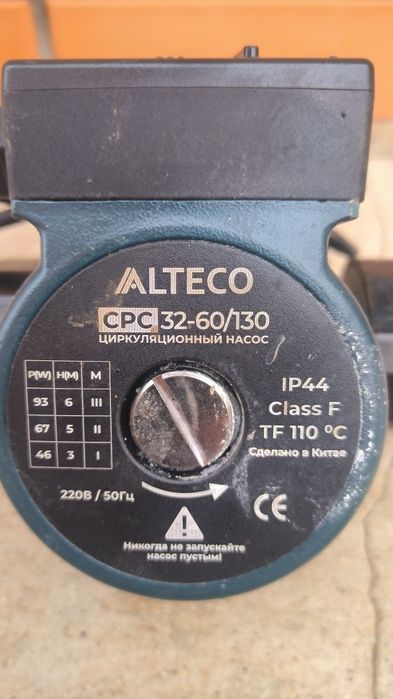 ALTECO
CPC 32-60/130
ЦИРКУЛЯЦИОННЫЙ НАСОС
P(W) H(M) M
93 6 III
67 5 II
46 3 I
IP44
Class F
TF 110 °C
Сделано в Китае
220В / 50Гц
CE
Никогда не запускайте
насос пустым!